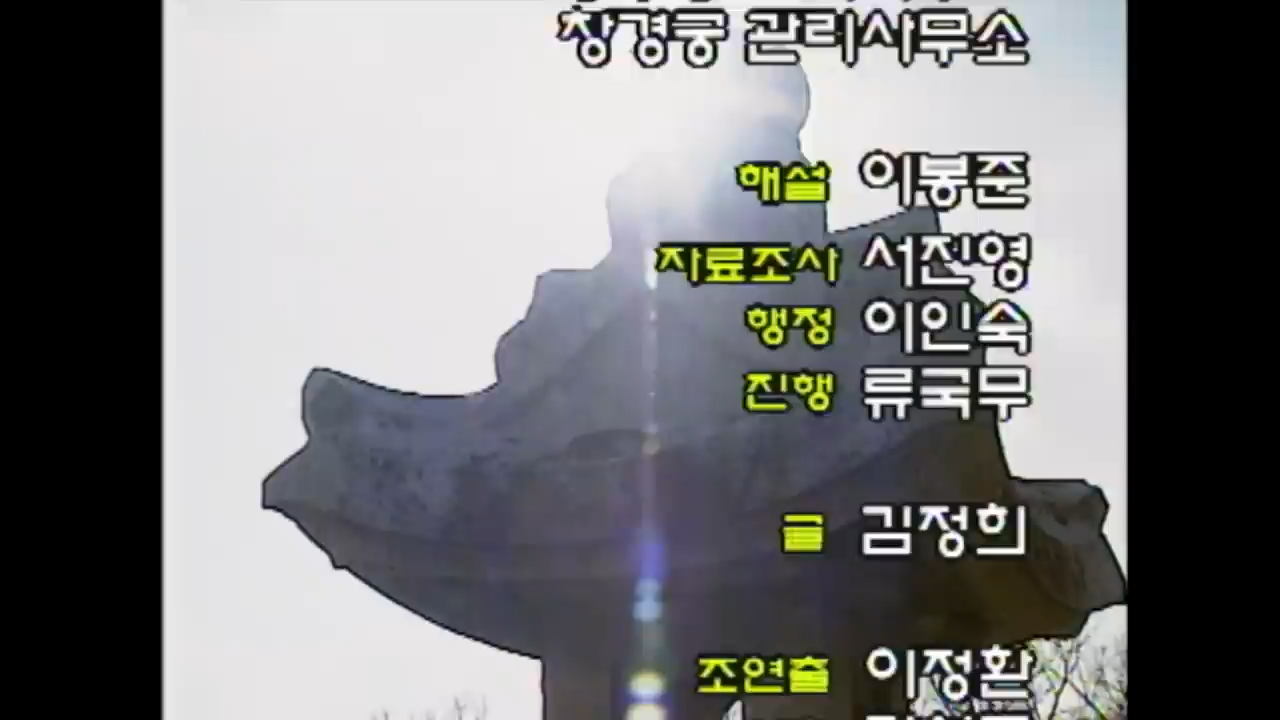 창경궁 관리사무소
해설 이봉준
자료조사 서진영
행정 이인숙
진행 류국무
글 김정희
조연출 이정환